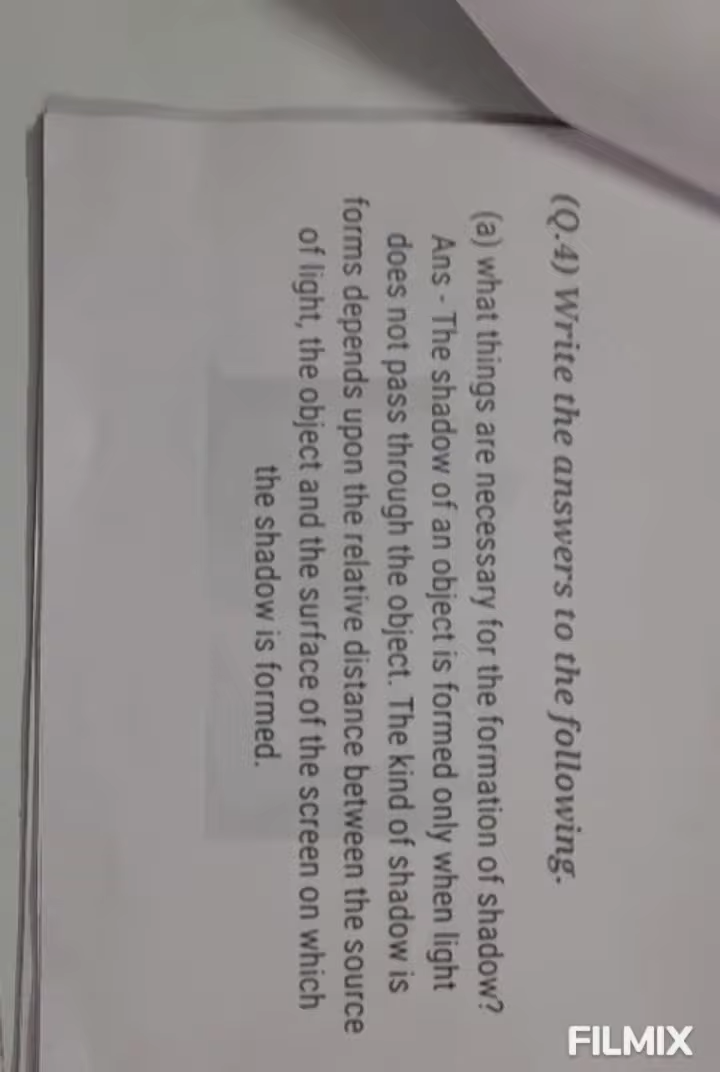 (Q.4) Write the answers to the following.
(a) what things are necessary for the formation of shadow?
Ans - The shadow of an object is formed only when light
does not pass through the object. The kind of shadow is
forms depends upon the relative distance between the source
of light, the object and the surface of the screen on which
the shadow is formed.
FILMIX